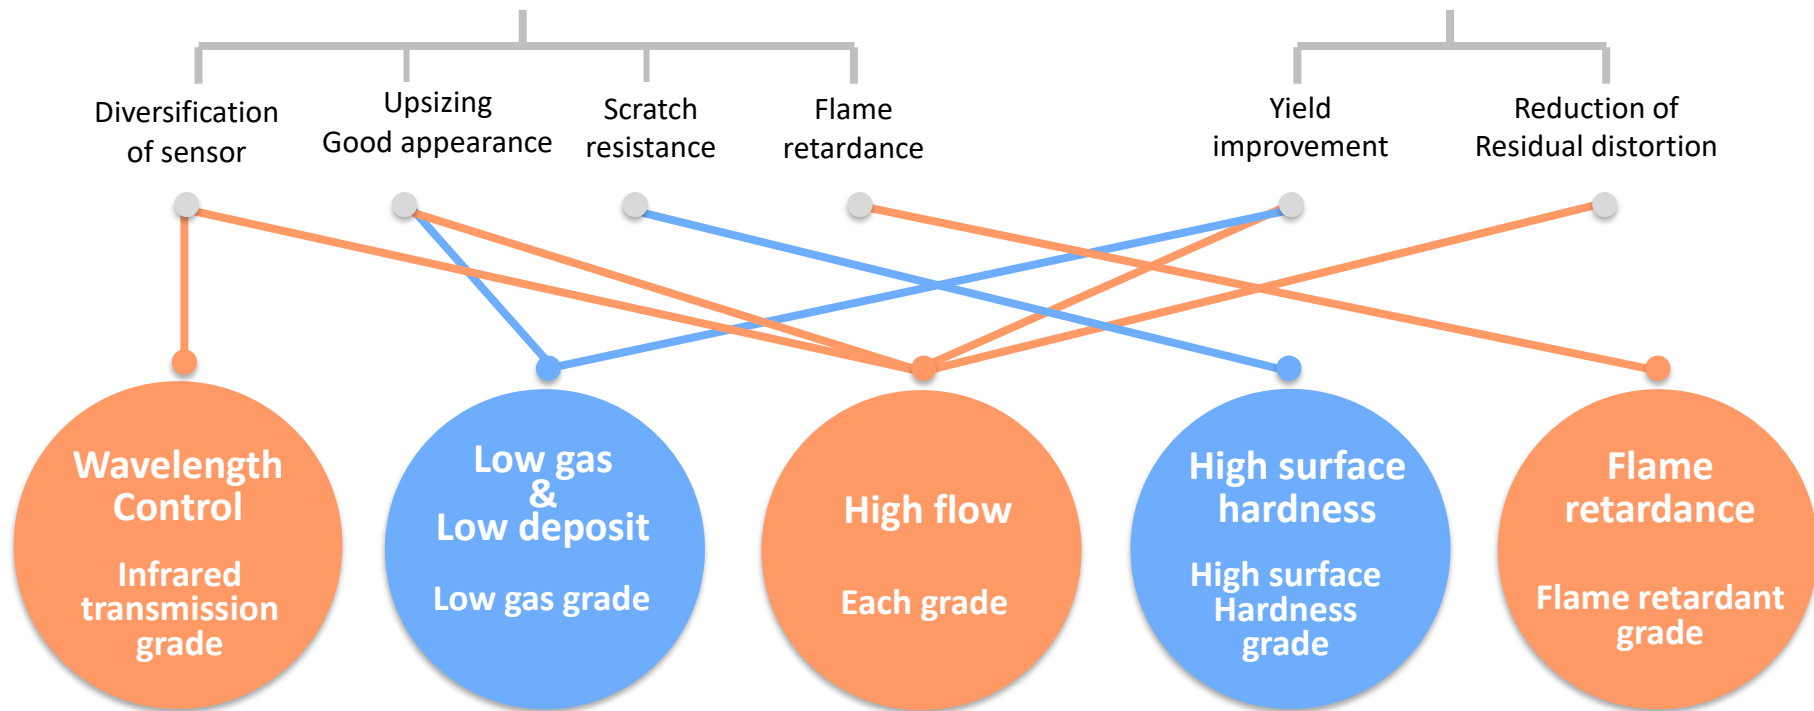 Diversification
of sensor
Upsizing
Good appearance
Scratch
resistance
Flame
retardance
Yield
improvement
Reduction of
Residual distortion
Wavelength
Control
Infrared
transmission
grade
Low gas
&
Low deposit
Low gas grade
High flow
Each grade
High surface
hardness
High surface
Hardness
grade
Flame
retardance
Flame retardant
grade